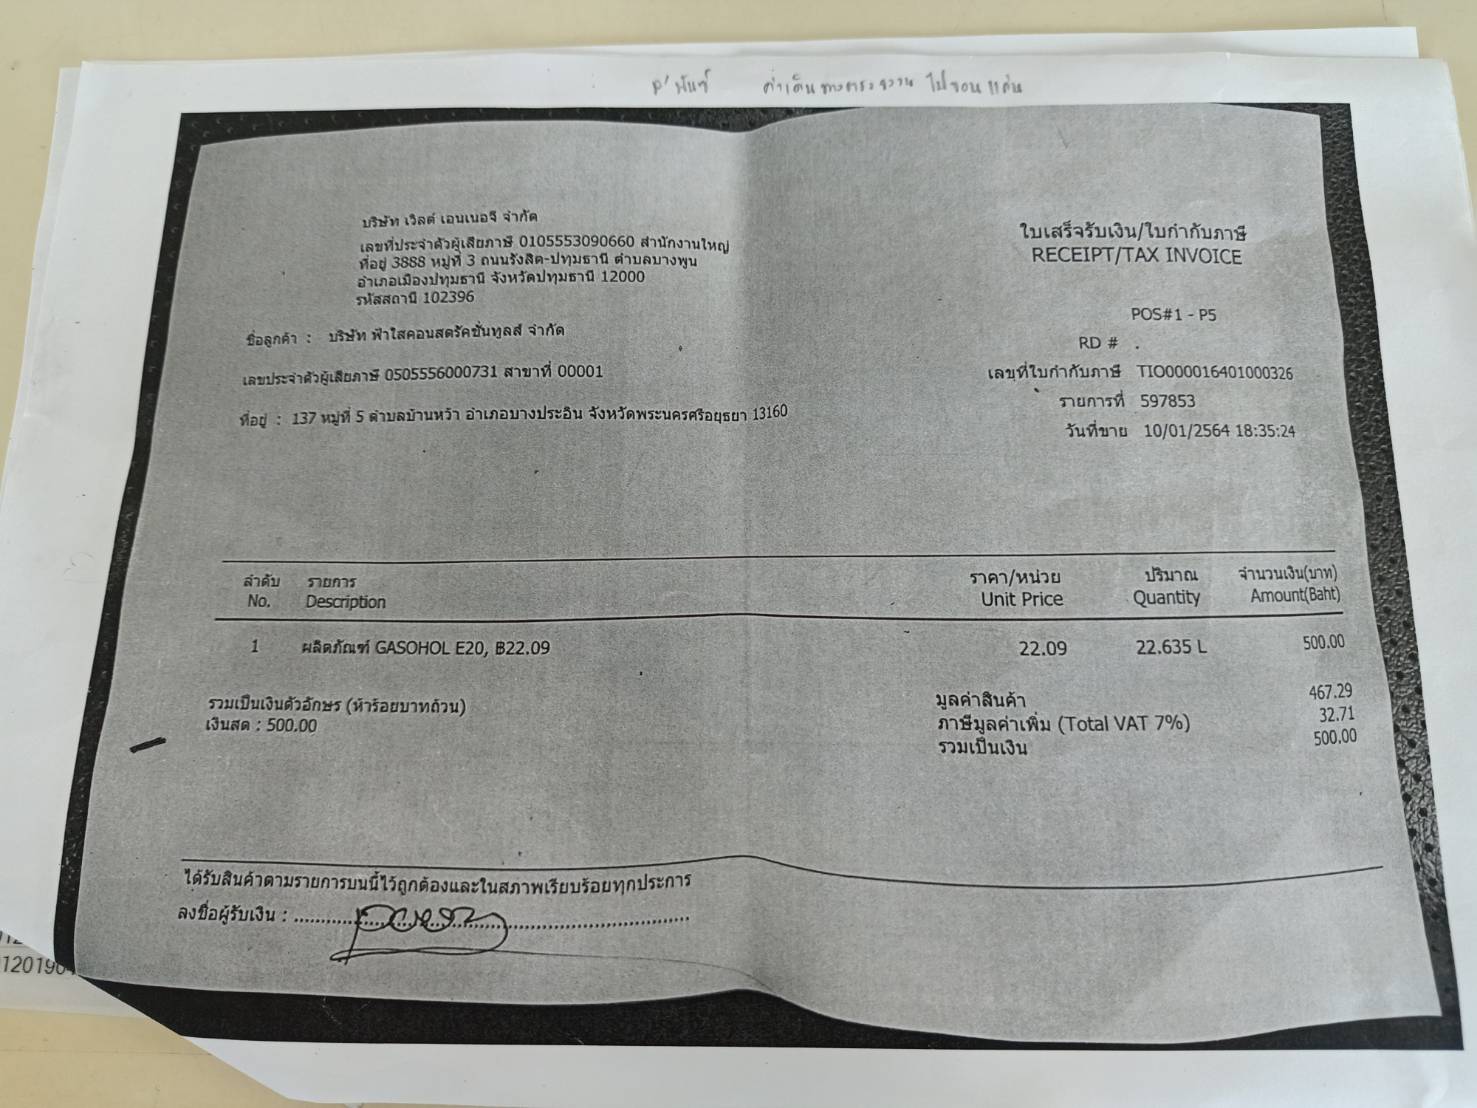 P'พันช์ ค่าเดินทาง ไปขอนแก่น
บริษัท เวิลด์ เอนเนอจี จำกัด
เลขที่ประจำตัวผู้เสียภาษี 0105553090660 สำนักงานใหญ่
ที่อยู่ 3888 หมู่ที่ 3 ถนนรังสิต-ปทุมธานี ตำบลบางพูน
อำเภอเมืองปทุมธานี จังหวัดปทุมธานี 12000
รหัสสถานี 102396
ใบเสร็จรับเงิน/ใบกำกับภาษี
RECEIPT/TAX INVOICE
POS#1 - P5
RD # .
เลขที่ใบกำกับภาษี TIO000016401000326
รายการที่ 597853
วันที่ขาย 10/01/2564 18:35:24
ชื่อลูกค้า : บริษัท ฟ้าใสคอนสตรัคชั่นทูลส์ จำกัด
เลขประจำตัวผู้เสียภาษี 0505556000731 สาขาที่ 00001
ที่อยู่ : 137 หมู่ที่ 5 ตำบลบ้านหว้า อำเภอบางปะอิน จังหวัดพระนครศรีอยุธยา 13160
ลำดับ รายการ ราคา/หน่วย ปริมาณ จำนวนเงิน(บาท)
No. Description Unit Price Quantity Amount(Baht)
1 ผลิตภัณฑ์ GASOHOL E20, ฿22.09 22.09 22.635 L 500.00
รวมเป็นเงินตัวอักษร (ห้าร้อยบาทถ้วน)
เงินสด : 500.00
มูลค่าสินค้า 467.29
ภาษีมูลค่าเพิ่ม (Total VAT 7%) 32.71
รวมเป็นเงิน 500.00
ได้รับสินค้าตามรายการบนนี้ไว้ถูกต้องและในสภาพเรียบร้อยทุกประการ
ลงชื่อผู้รับเงิน :